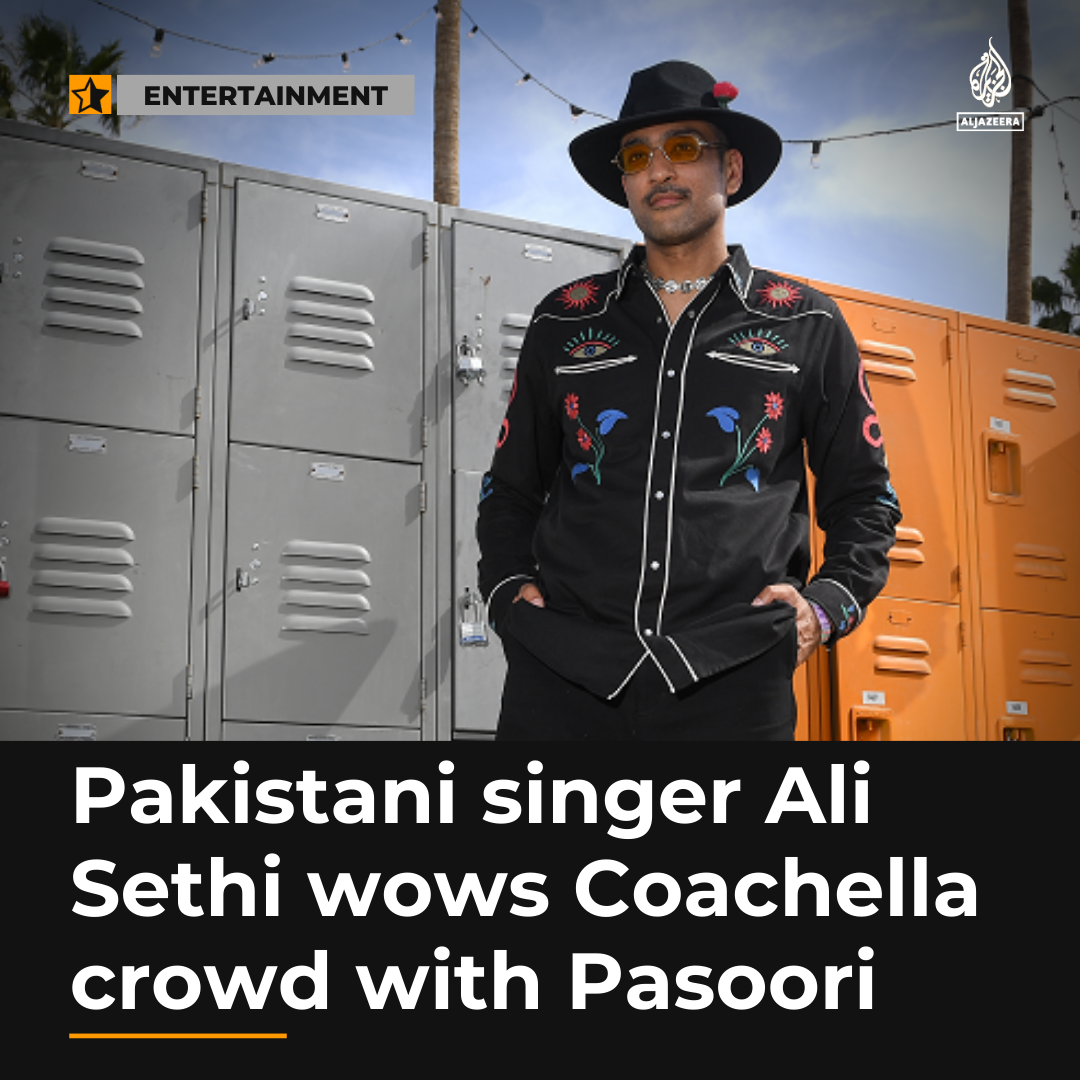 ENTERTAINMENT
ALJAZEERA
Pakistani singer Ali
Sethi wows Coachella
crowd with Pasoori